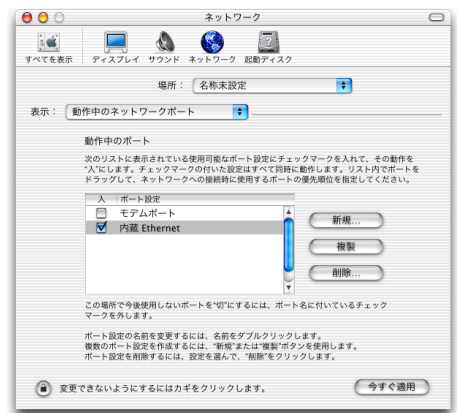 ネットワーク
すべてを表示 ディスプレイ サウンド ネットワーク 起動ディスク
場所： 名称未設定
表示： 動作中のネットワークポート
動作中のポート
次のリストに表示されている使用可能なポート設定にチェックマークを入れて、その動作を
“入”にします。チェックマークの付いた設定はすべて同時に動作します。リスト内でポートを
ドラッグして、ネットワークへの接続時に使用するポートの優先順位を指定してください。
入 ポート設定
モデムポート
内蔵 Ethernet
新規...
複製
削除...
この場所で今後使用しないポートを“切”にするには、ポート名に付いているチェック
マークを外します。
ポート設定の名前を変更するには、名前をダブルクリックします。
複数のポート設定を作成するには、“新規”または“複製”ボタンを使用します。
ポート設定を削除するには、設定を選んで、“削除”をクリックします。
変更できないようにするにはカギをクリックします。
今すぐ適用